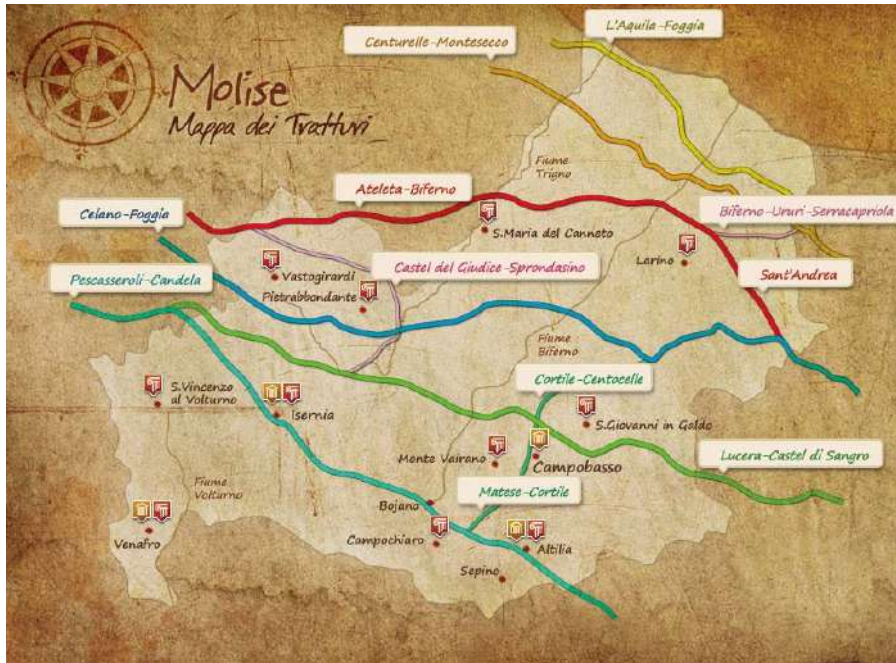 L'Aquila-Foggia
Centurelle-Montesecco
Molise
Mappa dei Tratturi
Fiume
Trigno
Ateleta-Biferno
Celano-Foggia
Biferno-Ururi-Serracapriola
S.Maria del Canneto
Larino
Castel del Giudice-Sprondasino
Vastogirardi
Sant'Andrea
Pescasseroli-Candela
Pietrabbondante
Fiume
Biferno
Cortile-Centocelle
S.Vincenzo
al Volturno
Isernia
S.Giovanni in Galdo
Monte Vairano
Campobasso
Lucera-Castel di Sangro
Fiume
Volturno
Matese-Cortile
Bojano
Venafro
Campochiaro
Altilia
Sepino